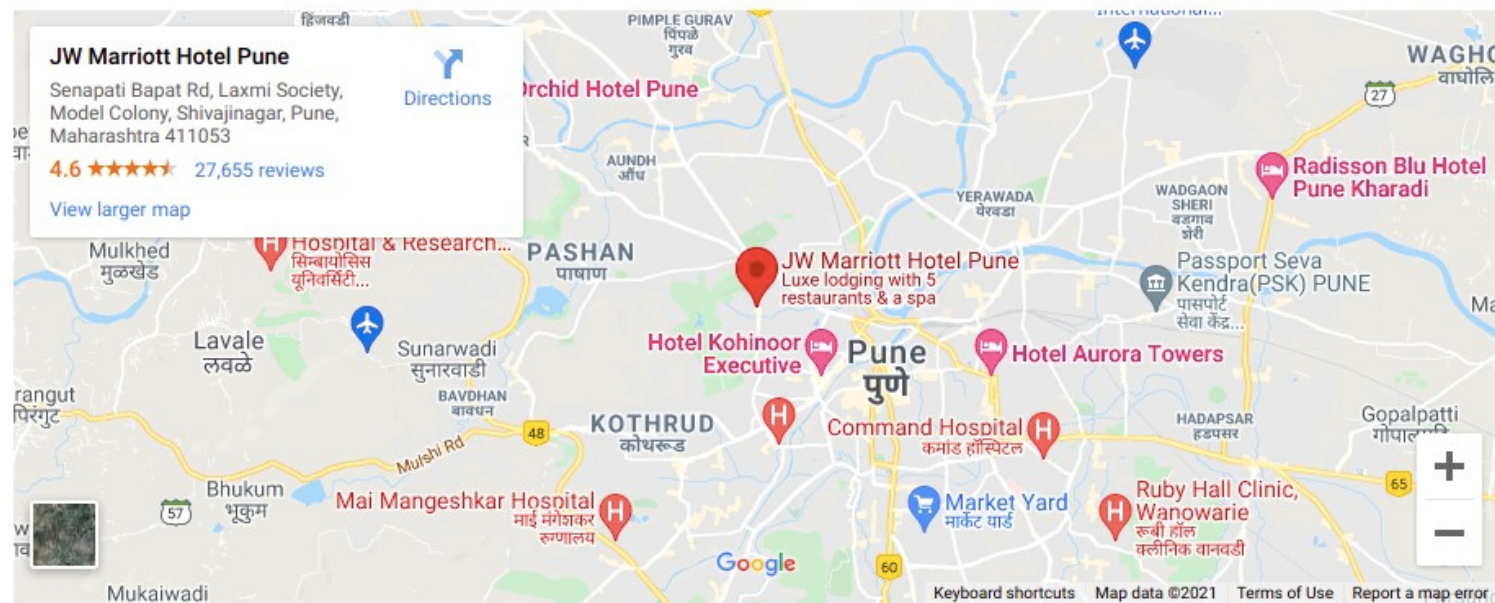 JW Marriott Hotel Pune
Senapati Bapat Rd, Laxmi Society,
Model Colony, Shivajinagar, Pune,
Maharashtra 411053
4.6
27,655 reviews
View larger map
Directions
हिंजवडी
PIMPLE GURAV
पिंपळे
गुरव
WAGHO
वाघोलि
27
Orchid Hotel Pune
AUNDH
औंध
Radisson Blu Hotel
Pune Kharadi
YERAWADA
येरवडा
WADGAON
SHERI
वडगाव
शेरी
Mulkhed
मुळखेड
Hospital & Research...
सिम्बायोसिस
यूनिवर्सिटी...
PASHAN
पाषाण
JW Marriott Hotel Pune
Luxe lodging with 5
restaurants & a spa
Passport Seva
Kendra(PSK) PUNE
पासपोर्ट
सेवा केंद्र...
Lavale
लवळे
Sunarwadi
सुनारवाडी
Hotel Kohinoor
Executive
Pune
पुणे
Hotel Aurora Towers
rangut
पिरंगुट
BAVDHAN
बावधन
48
KOTHRUD
कोथरूड
Command Hospital
कमांड हॉस्पिटल
HADAPSAR
हडपसर
Gopalpatti
Mulshi Rd
65
Bhukum
भूकुम
57
Mai Mangeshkar Hospital
माई मंगेशकर
रुग्णालय
Market Yard
मार्केट यार्ड
Ruby Hall Clinic,
Wanowarie
रूबी हॉल
क्लीनिक वानवडी
+
−
Google
60
Mukaiwadi
Keyboard shortcuts
Map data ©2021
Terms of Use
Report a map error